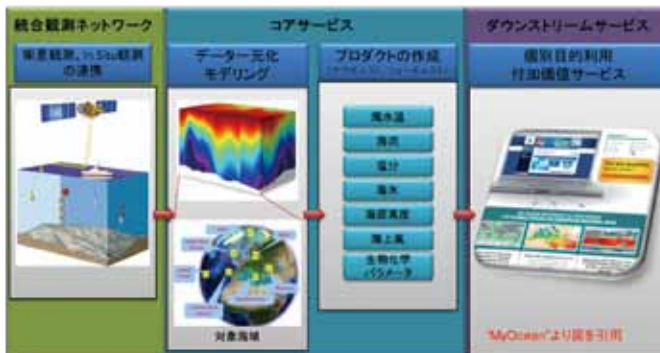 統合観測ネットワーク
コアサービス
ダウンストリームサービス
衛星観測、In Situ観測
の連携
データ一元化
モデリング
プロダクトの作成
個別目的利用
付加価値サービス
海水温
海流
塩分
海氷
海面高度
海上風
生物化学
パラメータ
対象海域
"MyOcean"より図を引用